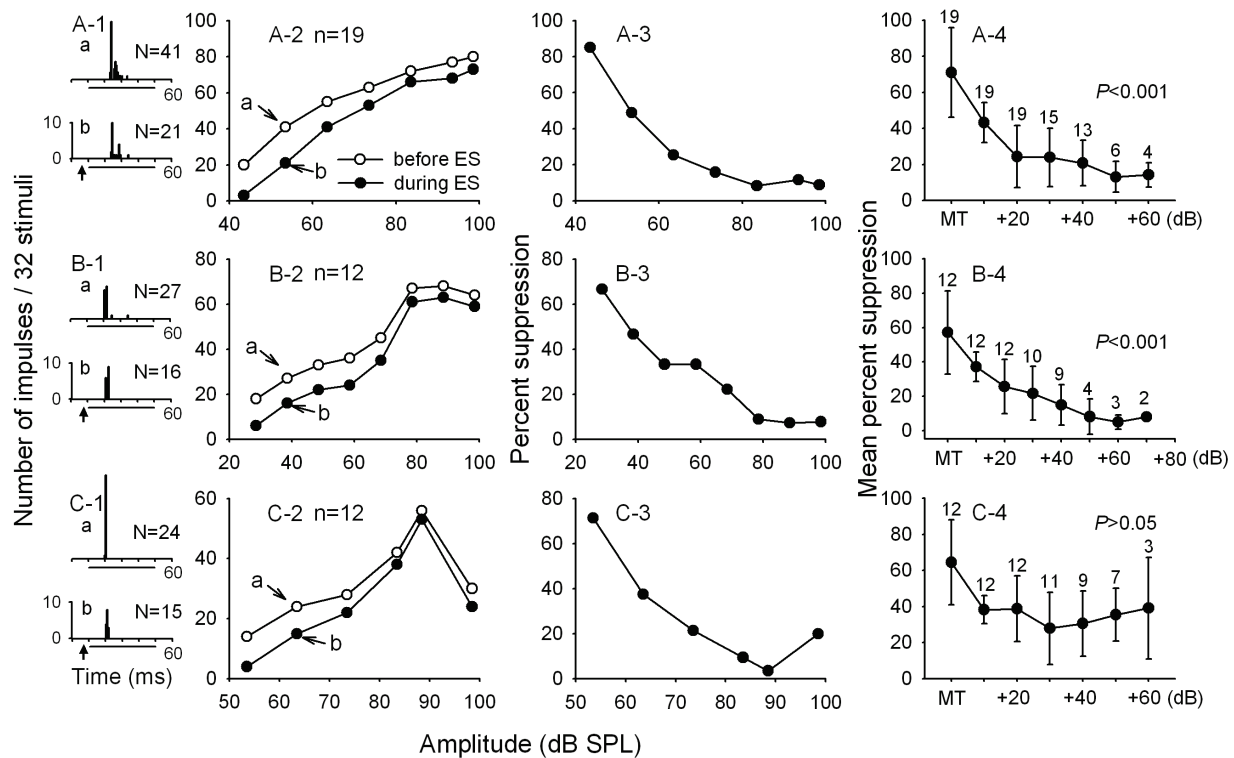 Number of impulses / 32 stimuli
A-1
a
N=41
60
10
b
N=21
0
60
A-2 n=19
100
80
60
40
20
0
a
b
before ES
during ES
40 60 80 100
A-3
100
80
60
40
20
0
40 60 80 100
A-4
P<0.001
100
80
60
40
20
0
19 19 19 15 13 6 4
MT +20 +40 +60 (dB)
B-1
a
N=27
60
10
b
N=16
0
60
B-2 n=12
80
60
40
20
0
a
b
20 40 60 80 100
Percent suppression
B-3
80
60
40
20
0
20 40 60 80 100
Mean percent suppression
B-4
P<0.001
100
80
60
40
20
0
12 12 12 10 9 4 3 2
MT +20 +40 +60 +80 (dB)
C-1
a
N=24
60
10
b
N=15
0
60
Time (ms)
C-2 n=12
60
40
20
0
a
b
50 60 70 80 90 100
C-3
80
60
40
20
0
50 60 70 80 90 100
C-4
P>0.05
100
80
60
40
20
0
12 12 12 11 9 7 3
MT +20 +40 +60 (dB)
Amplitude (dB SPL)